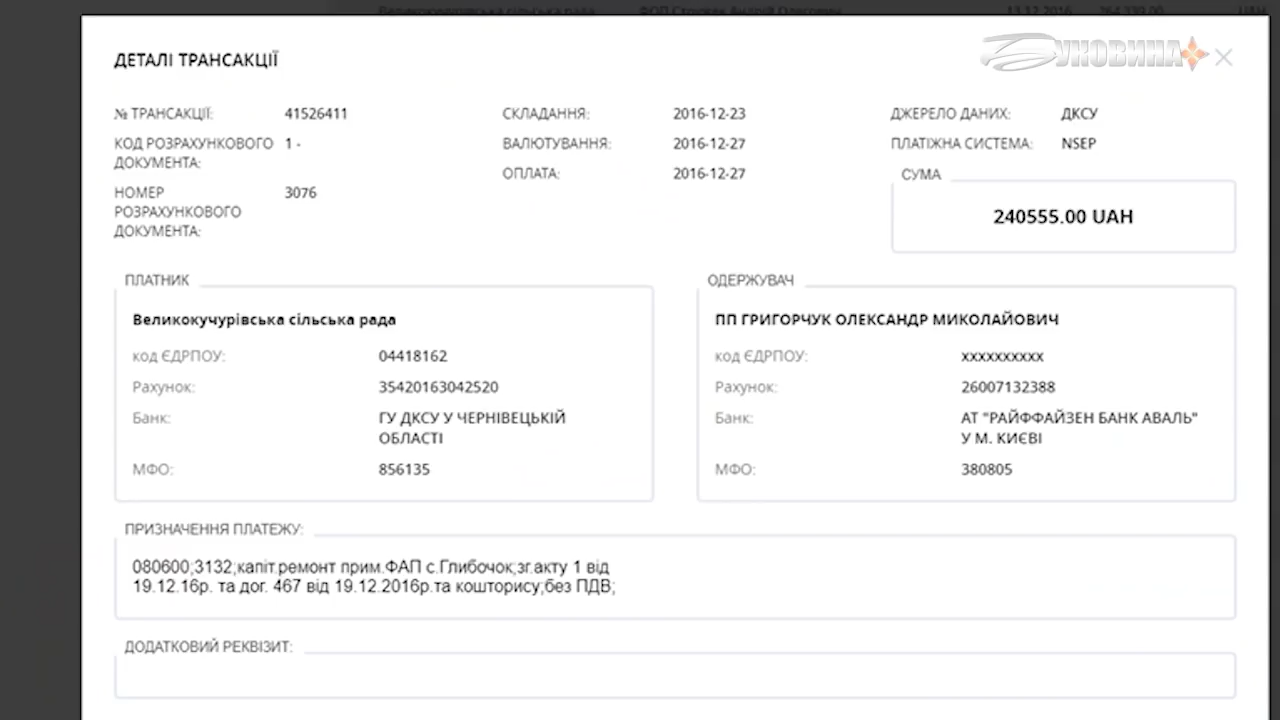 ДЕТАЛІ ТРАНСАКЦІЇ
БУКОВИНА
№ ТРАНСАКЦІЇ: 41526411
КОД РОЗРАХУНКОВОГО ДОКУМЕНТА: 1 -
НОМЕР РОЗРАХУНКОВОГО ДОКУМЕНТА: 3076
СКЛАДАННЯ: 2016-12-23
ВАЛЮТУВАННЯ: 2016-12-27
ОПЛАТА: 2016-12-27
ДЖЕРЕЛО ДАНИХ: ДКСУ
ПЛАТІЖНА СИСТЕМА: NSEP
СУМА
240555.00 UAH
ПЛАТНИК
Великокучурівська сільська рада
код ЄДРПОУ: 04418162
Рахунок: 35420163042520
Банк: ГУ ДКСУ У ЧЕРНІВЕЦЬКІЙ
ОБЛАСТІ
МФО: 856135
ОДЕРЖУВАЧ
ПП ГРИГОРЧУК ОЛЕКСАНДР МИКОЛАЙОВИЧ
код ЄДРПОУ: xxxxxxxxxx
Рахунок: 26007132388
Банк: АТ "РАЙФФАЙЗЕН БАНК АВАЛЬ"
У М. КИЄВІ
МФО: 380805
ПРИЗНАЧЕННЯ ПЛАТЕЖУ:
080600;3132;капіт.ремонт прим.ФАП с.Глибочок;зг.акту 1 від
19.12.16р. та дог. 467 від 19.12.2016р.та кошторису;без ПДВ;
ДОДАТКОВИЙ РЕКВІЗИТ: